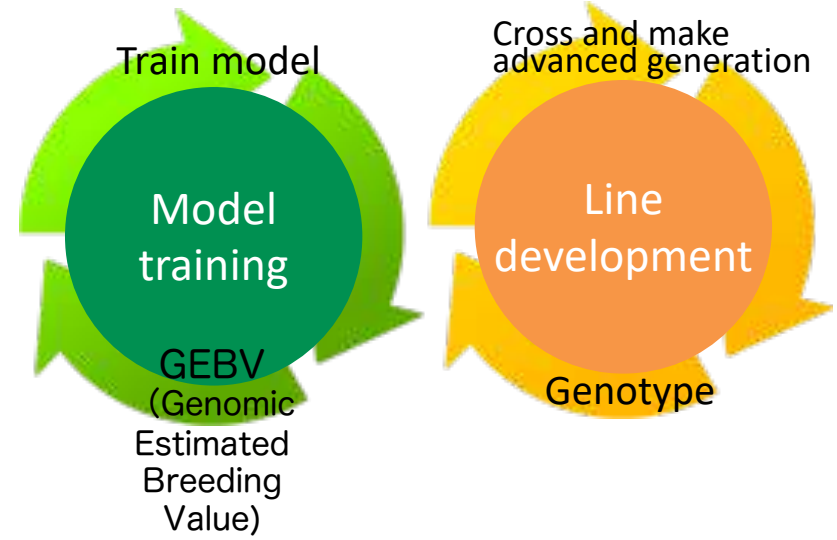 Train model
Model
training
GEBV
（Genomic
Estimated
Breeding
Value)
Cross and make
advanced generation
Line
development
Genotype